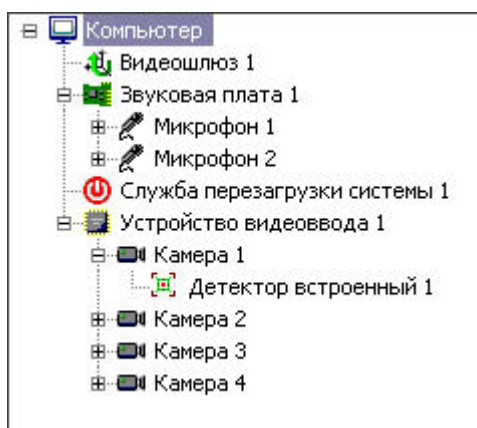 Компьютер
Видеошлюз 1
Звуковая плата 1
Микрофон 1
Микрофон 2
Служба перезагрузки системы 1
Устройство видеоввода 1
Камера 1
Детектор встроенный 1
Камера 2
Камера 3
Камера 4